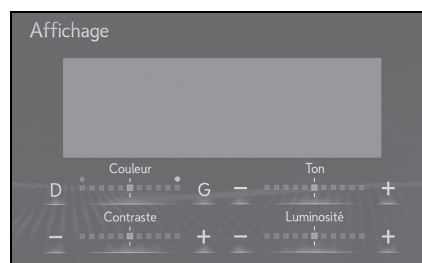 Affichage
Couleur Ton
D G − +
Contraste Luminosité
− + − +